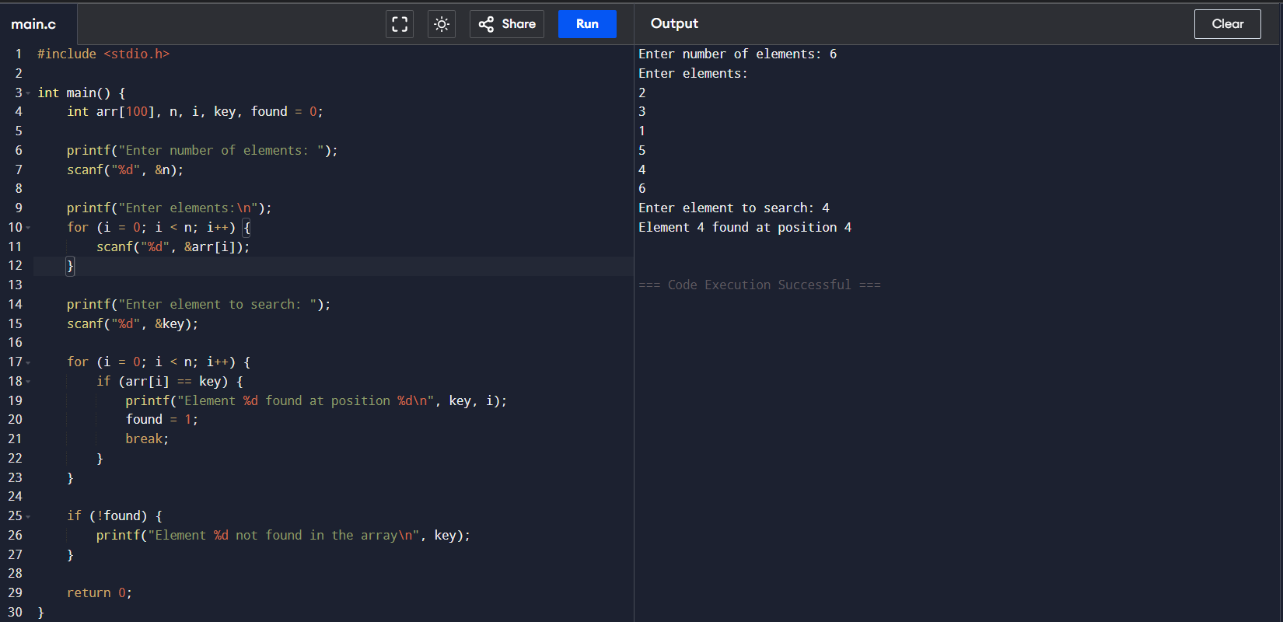 main.c
Share
Run
Output
Clear
1 #include <stdio.h>
2
3 int main() {
4     int arr[100], n, i, key, found = 0;
5
6     printf("Enter number of elements: ");
7     scanf("%d", &n);
8
9     printf("Enter elements:\n");
10     for (i = 0; i < n; i++) {
11         scanf("%d", &arr[i]);
12     }
13
14     printf("Enter element to search: ");
15     scanf("%d", &key);
16
17     for (i = 0; i < n; i++) {
18         if (arr[i] == key) {
19             printf("Element %d found at position %d\n", key, i);
20             found = 1;
21             break;
22         }
23     }
24
25     if (!found) {
26         printf("Element %d not found in the array\n", key);
27     }
28
29     return 0;
30 }
Enter number of elements: 6
Enter elements:
2
3
1
5
4
6
Enter element to search: 4
Element 4 found at position 4
=== Code Execution Successful ===